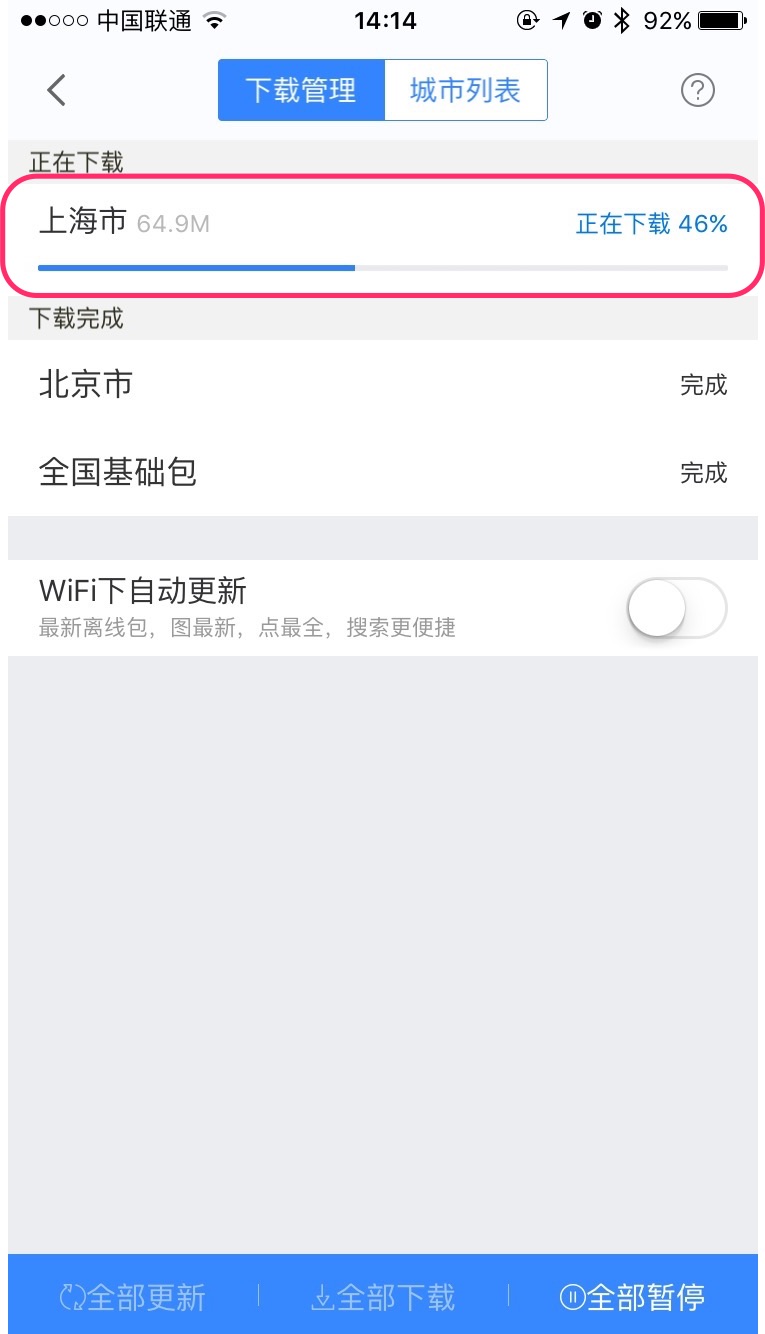 中国联通 14:14 92%
下载管理 城市列表 ?
正在下载
上海市 64.9M 正在下载 46%
下载完成
北京市 完成
全国基础包 完成
WiFi下自动更新
最新离线包，图最新，点最全，搜索更便捷
全部更新 全部下载 全部暂停